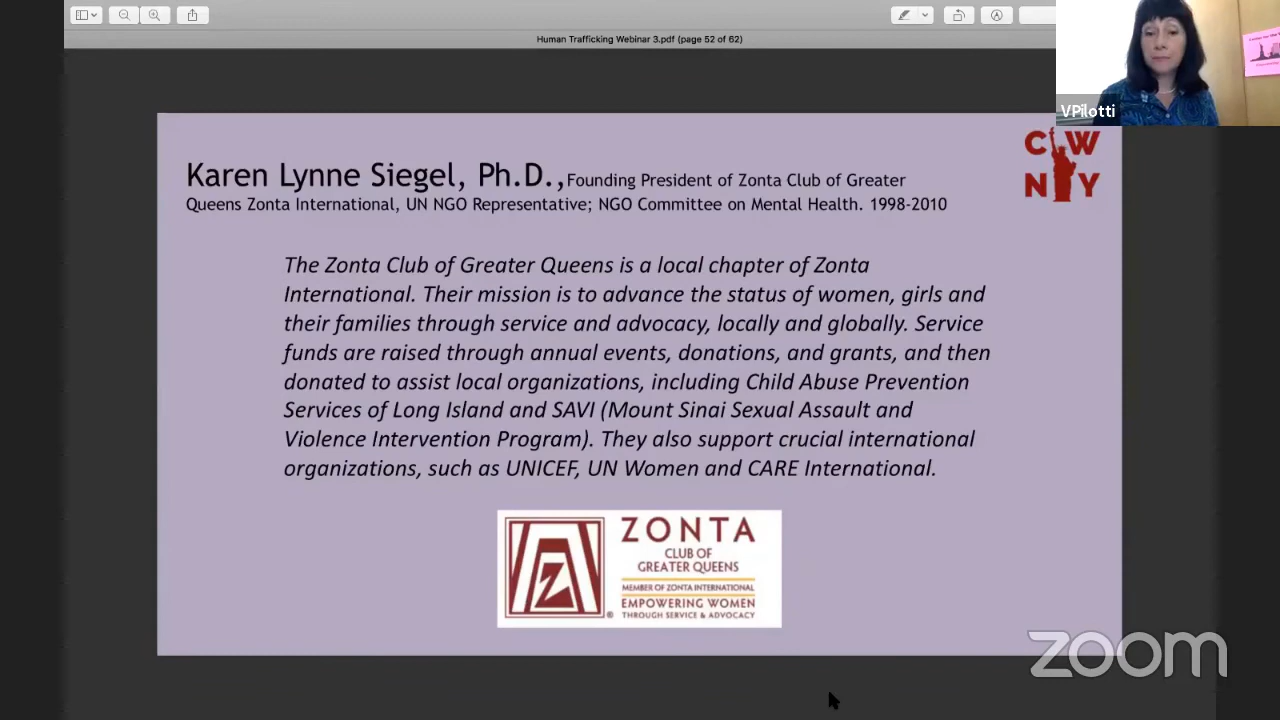 Human Trafficking Webinar 3.pdf (page 52 of 62)
VPilotti
C W
N Y
Karen Lynne Siegel, Ph.D.,Founding President of Zonta Club of Greater
Queens Zonta International, UN NGO Representative; NGO Committee on Mental Health. 1998-2010
The Zonta Club of Greater Queens is a local chapter of Zonta
International. Their mission is to advance the status of women, girls and
their families through service and advocacy, locally and globally. Service
funds are raised through annual events, donations, and grants, and then
donated to assist local organizations, including Child Abuse Prevention
Services of Long Island and SAVI (Mount Sinai Sexual Assault and
Violence Intervention Program). They also support crucial international
organizations, such as UNICEF, UN Women and CARE International.
ZONTA
CLUB OF
GREATER QUEENS
MEMBER OF ZONTA INTERNATIONAL
EMPOWERING WOMEN
THROUGH SERVICE & ADVOCACY
®
zoom